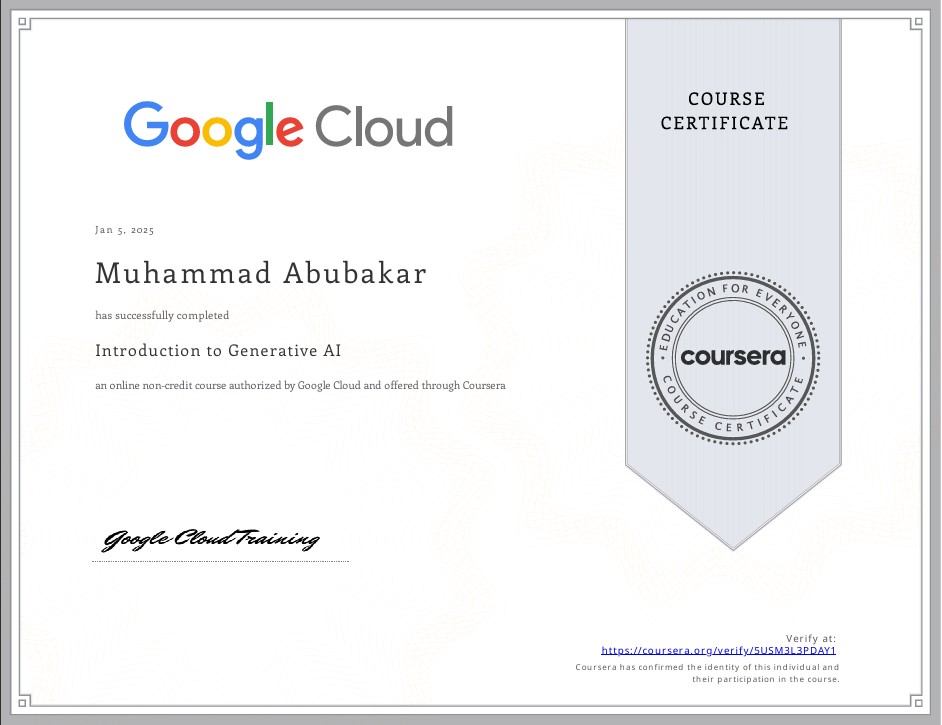 Google Cloud
COURSE
CERTIFICATE
Jan 5, 2025
Muhammad Abubakar
has successfully completed
Introduction to Generative AI
an online non-credit course authorized by Google Cloud and offered through Coursera
EDUCATION FOR EVERYONE
coursera
COURSE CERTIFICATE
Google Cloud Training
Verify at:
https://coursera.org/verify/5USM3L3PDAY1
Coursera has confirmed the identity of this individual and
their participation in the course.